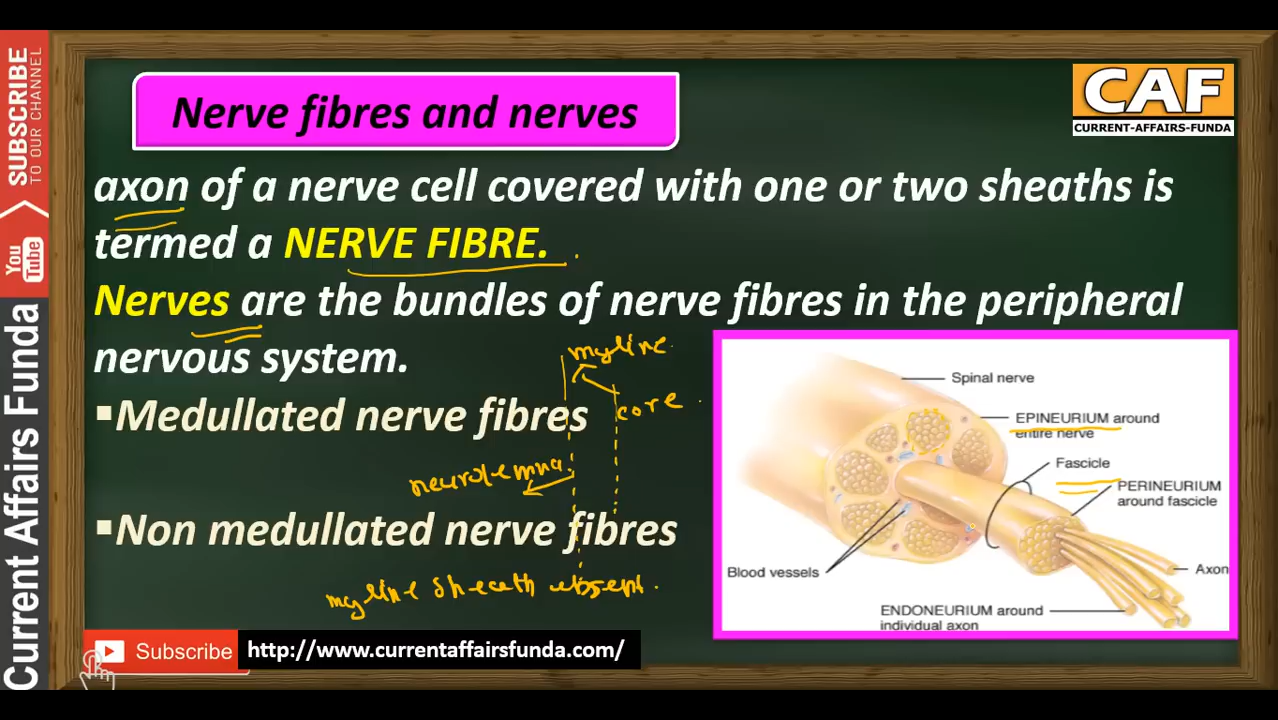 SUBSCRIBE
TO OUR CHANNEL
You Tube
Current Affairs Funda
Nerve fibres and nerves
CAF
CURRENT-AFFAIRS-FUNDA
axon of a nerve cell covered with one or two sheaths is
termed a NERVE FIBRE.
Nerves are the bundles of nerve fibres in the peripheral
nervous system.
myline
▪Medullated nerve fibres
core
neurolemna
▪Non medullated nerve fibres
myline sheath absent.
Spinal nerve
EPINEURIUM around
entire nerve
Fascicle
PERINEURIUM
around fascicle
Blood vessels
Axon
ENDONEURIUM around
individual axon
Subscribe
http://www.currentaffairsfunda.com/